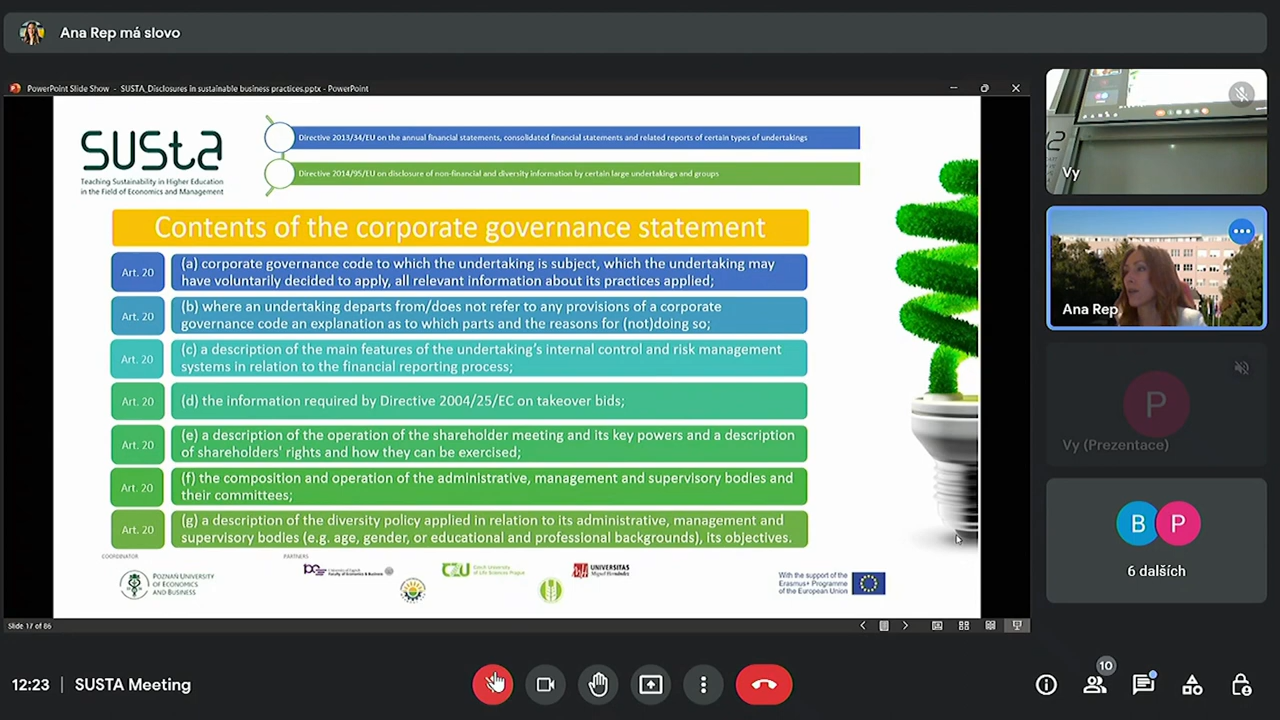 Ana Rep má slovo
PowerPoint Slide Show - SUSTA_Disclosures in sustainable business practices.pptx - PowerPoint
SUSta
Teaching Sustainability in Higher Education
in the Field of Economics and Management
Directive 2013/34/EU on the annual financial statements, consolidated financial statements and related reports of certain types of undertakings
Directive 2014/95/EU on disclosure of non-financial and diversity information by certain large undertakings and groups
Contents of the corporate governance statement
Art. 20
(a) corporate governance code to which the undertaking is subject, which the undertaking may
have voluntarily decided to apply, all relevant information about its practices applied;
Art. 20
(b) where an undertaking departs from/does not refer to any provisions of a corporate
governance code an explanation as to which parts and the reasons for (not)doing so;
Art. 20
(c) a description of the main features of the undertaking's internal control and risk management
systems in relation to the financial reporting process;
Art. 20
(d) the information required by Directive 2004/25/EC on takeover bids;
Art. 20
(e) a description of the operation of the shareholder meeting and its key powers and a description
of shareholders' rights and how they can be exercised;
Art. 20
(f) the composition and operation of the administrative, management and supervisory bodies and
their committees;
Art. 20
(g) a description of the diversity policy applied in relation to its administrative, management and
supervisory bodies (e.g. age, gender, or educational and professional backgrounds), its objectives.
COORDINATOR
PARTNERS
POZNAŃ UNIVERSITY
OF ECONOMICS
AND BUSINESS
Czech University
of Life Sciences Prague
UNIVERSITAS
Miguel Hernández
With the support of the
Erasmus+ Programme
of the European Union
Slide 17 of 86
Vy
Ana Rep
P
Vy (Prezentace)
B
P
6 dalších
12:23
SUSTA Meeting
10